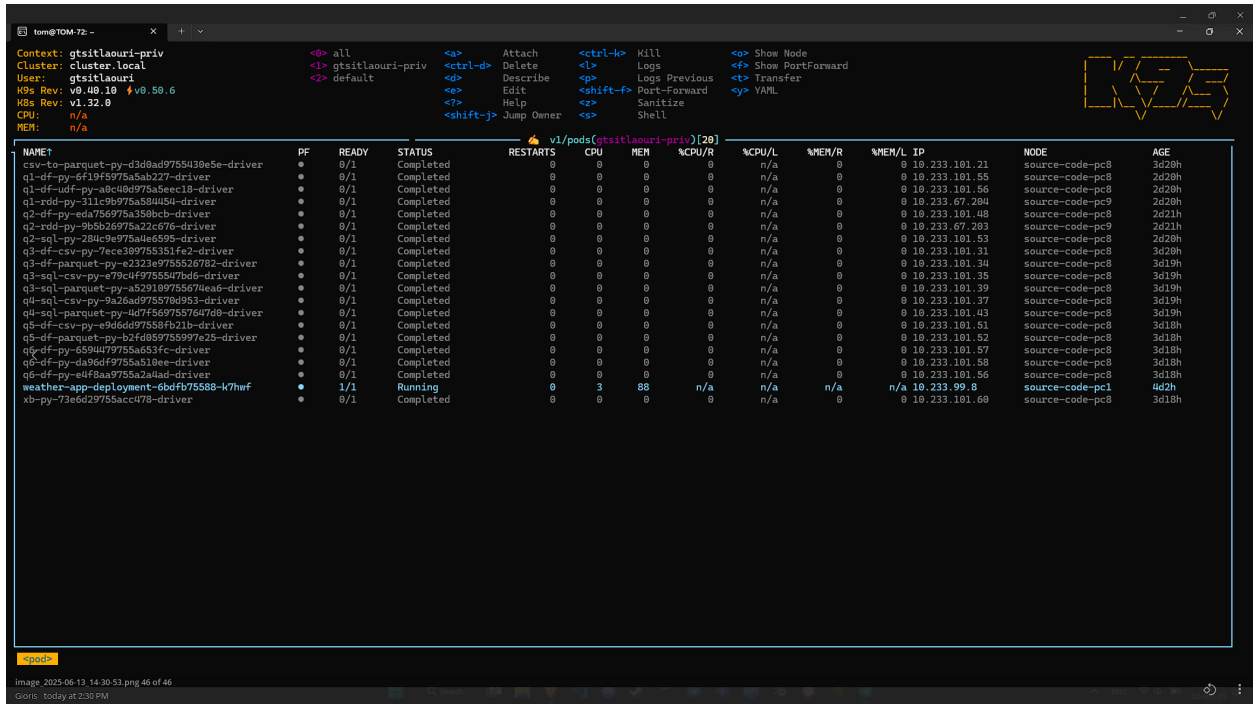 tom@TOM-72: ~
Context: gtsitlaouri-priv <0> all <a> Attach <ctrl-k> Kill <o> Show Node
Cluster: cluster.local <1> gtsitlaouri-priv <ctrl-d> Delete <l> Logs <f> Show PortForward
User: gtsitlaouri <2> default <d> Describe <p> Logs Previous <t> Transfer
K9s Rev: v0.40.10 ⚡v0.50.6 <e> Edit <shift-f> Port-Forward <y> YAML
K8s Rev: v1.32.0 <?> Help <z> Sanitize
CPU: n/a <shift-j> Jump Owner <s> Shell
MEM: n/a
v1/pods(gtsitlaouri-priv)[20]
NAME↑ PF READY STATUS RESTARTS CPU MEM %CPU/R %CPU/L %MEM/R %MEM/L IP NODE AGE
csv-to-parquet-py-d3d0ad9755430e5e-driver ● 0/1 Completed 0 0 0 0 n/a 0 0 10.233.101.21 source-code-pc8 3d20h
q1-df-py-6f19f5975a5ab227-driver ● 0/1 Completed 0 0 0 0 n/a 0 0 10.233.101.55 source-code-pc8 2d20h
q1-df-udf-py-a0c40d975a5eec18-driver ● 0/1 Completed 0 0 0 0 n/a 0 0 10.233.101.56 source-code-pc8 2d20h
q1-rdd-py-311c9b975a584454-driver ● 0/1 Completed 0 0 0 0 n/a 0 0 10.233.67.204 source-code-pc9 2d20h
q2-df-py-eda756975a350bcb-driver ● 0/1 Completed 0 0 0 0 n/a 0 0 10.233.101.48 source-code-pc8 2d21h
q2-rdd-py-9b5b26975a22c676-driver ● 0/1 Completed 0 0 0 0 n/a 0 0 10.233.67.203 source-code-pc9 2d21h
q2-sql-py-284c9e975a4e6595-driver ● 0/1 Completed 0 0 0 0 n/a 0 0 10.233.101.53 source-code-pc8 2d20h
q3-df-csv-py-7ece309755351fe2-driver ● 0/1 Completed 0 0 0 0 n/a 0 0 10.233.101.31 source-code-pc8 3d20h
q3-df-parquet-py-e2323e9755526782-driver ● 0/1 Completed 0 0 0 0 n/a 0 0 10.233.101.34 source-code-pc8 3d19h
q3-sql-csv-py-e79c4f9755547bd6-driver ● 0/1 Completed 0 0 0 0 n/a 0 0 10.233.101.35 source-code-pc8 3d19h
q3-sql-parquet-py-a529109755674ea6-driver ● 0/1 Completed 0 0 0 0 n/a 0 0 10.233.101.39 source-code-pc8 3d19h
q4-sql-csv-py-9a26ad975570d953-driver ● 0/1 Completed 0 0 0 0 n/a 0 0 10.233.101.37 source-code-pc8 3d19h
q4-sql-parquet-py-4d7f5697557647d0-driver ● 0/1 Completed 0 0 0 0 n/a 0 0 10.233.101.43 source-code-pc8 3d19h
q5-df-csv-py-e9d6dd97558fb21b-driver ● 0/1 Completed 0 0 0 0 n/a 0 0 10.233.101.51 source-code-pc8 3d18h
q5-df-parquet-py-b2fd059755997e25-driver ● 0/1 Completed 0 0 0 0 n/a 0 0 10.233.101.52 source-code-pc8 3d18h
q6-df-py-6594479755a653fc-driver ● 0/1 Completed 0 0 0 0 n/a 0 0 10.233.101.57 source-code-pc8 3d18h
q6-df-py-da96df9755a510ee-driver ● 0/1 Completed 0 0 0 0 n/a 0 0 10.233.101.58 source-code-pc8 3d18h
q6-df-py-e4f8aa9755a2a4ad-driver ● 0/1 Completed 0 0 0 0 n/a 0 0 10.233.101.56 source-code-pc8 3d18h
weather-app-deployment-6bdfb75588-k7hwf ● 1/1 Running 0 3 88 n/a n/a n/a n/a 10.233.99.8 source-code-pc1 4d2h
xb-py-73e6d29755acc478-driver ● 0/1 Completed 0 0 0 0 n/a 0 0 10.233.101.60 source-code-pc8 3d18h
<pod>
image_2025-06-13_14-30-53.png 46 of 46
Gioris today at 2:30 PM
Search